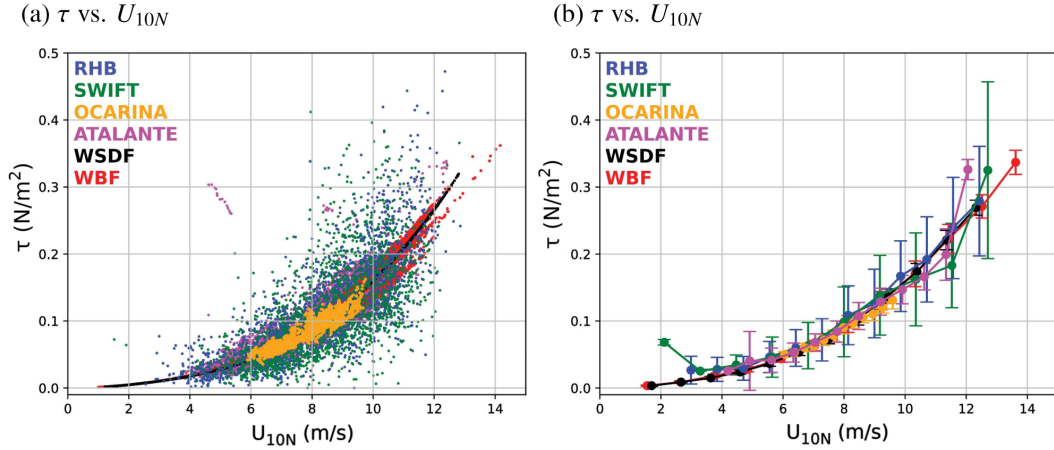 (a) τ vs. U10N
(b) τ vs. U10N
0.5
0.4
0.3
0.2
0.1
0.0
τ (N/m²)
RHB
SWIFT
OCARINA
ATALANTE
WSDF
WBF
0 2 4 6 8 10 12 14
U10N (m/s)
0.5
0.4
0.3
0.2
0.1
0.0
τ (N/m²)
RHB
SWIFT
OCARINA
ATALANTE
WSDF
WBF
0 2 4 6 8 10 12 14
U10N (m/s)